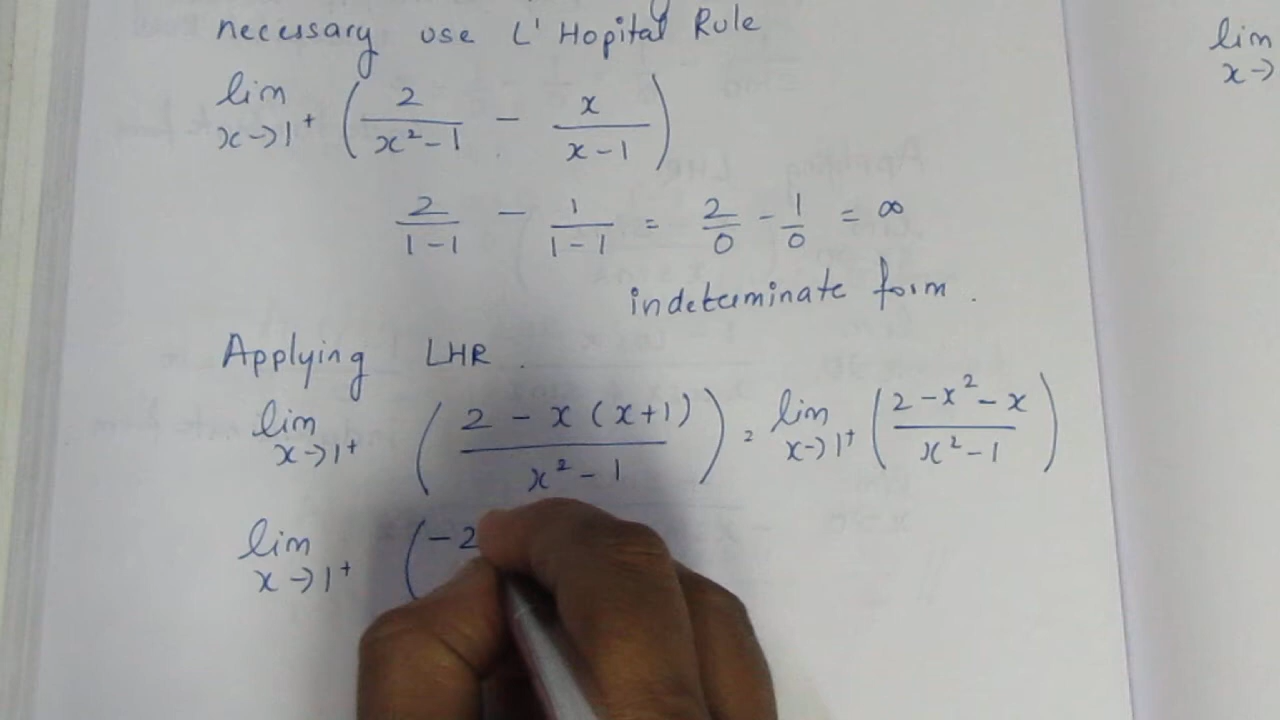 necessary use L' Hopital Rule
lim x→1⁺ (2/(x²-1) - x/(x-1))
2/(1-1) - 1/(1-1) = 2/0 - 1/0 = ∞
indeterminate form.
Applying LHR.
lim x→1⁺ ((2 - x(x+1))/(x²-1)) = lim x→1⁺ ((2-x²-x)/(x²-1))
lim x→1⁺ (-2
lim x→